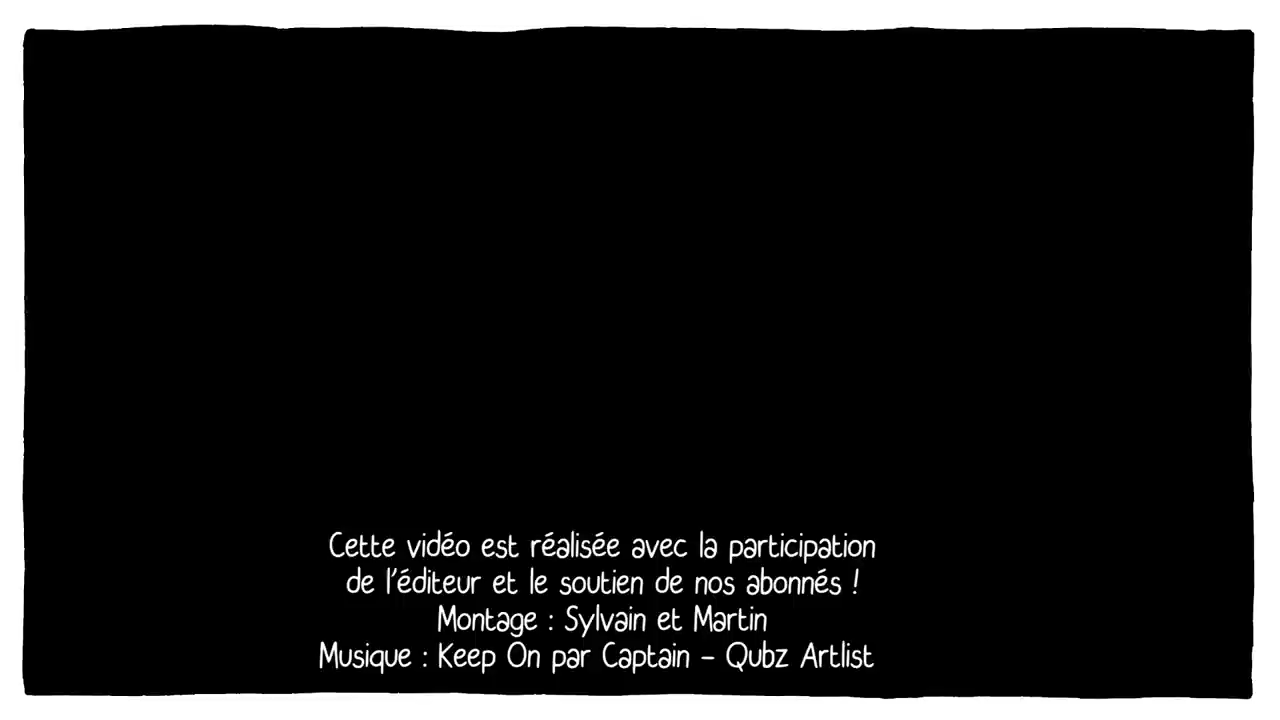 Cette vidéo est réalisée avec la participation
de l'éditeur et le soutien de nos abonnés !
Montage : Sylvain et Martin
Musique : Keep On par Captain - Qubz Artlist